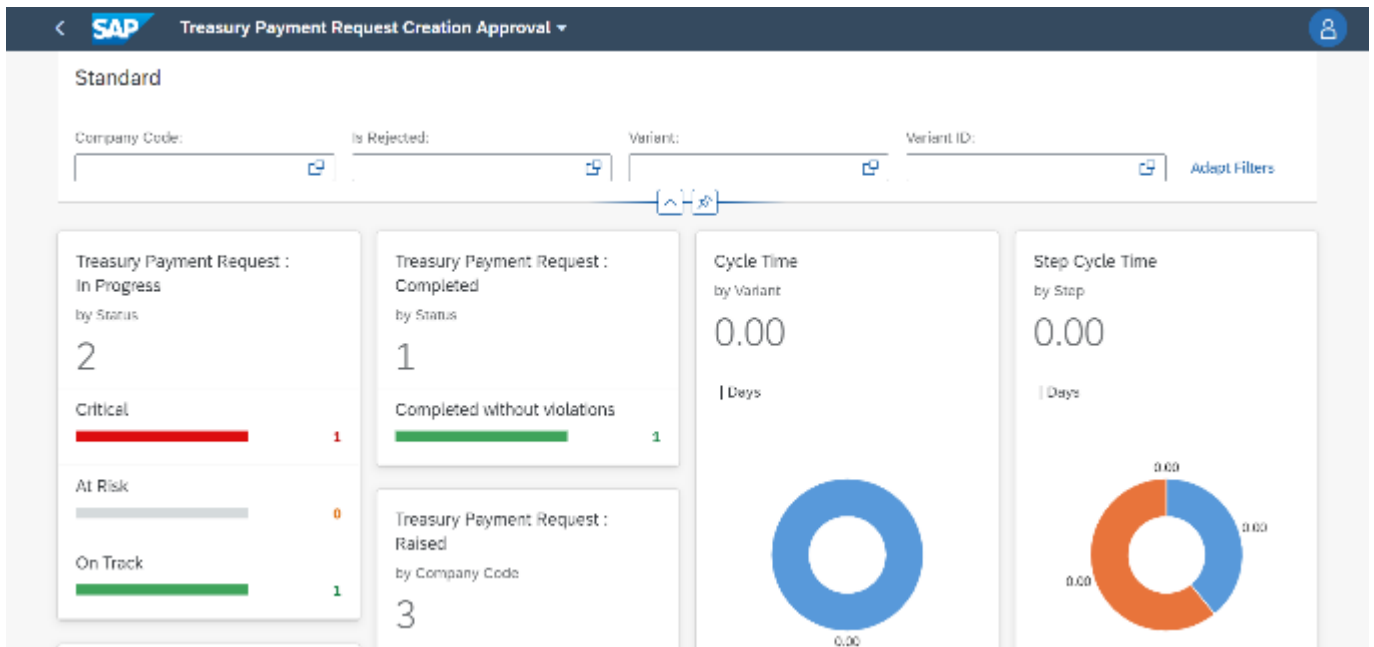 SAP Treasury Payment Request Creation Approval
Standard
Company Code: Is Rejected: Variant: Variant ID:
Adapt Filters
Treasury Payment Request :
In Progress
by Status
2
Critical
1
At Risk
0
On Track
1
Treasury Payment Request :
Completed
by Status
1
Completed without violations
1
Treasury Payment Request :
Raised
by Company Code
3
Cycle Time
by Variant
0.00
| Days
0.00
Step Cycle Time
by Step
0.00
| Days
0.00
0.00
0.00